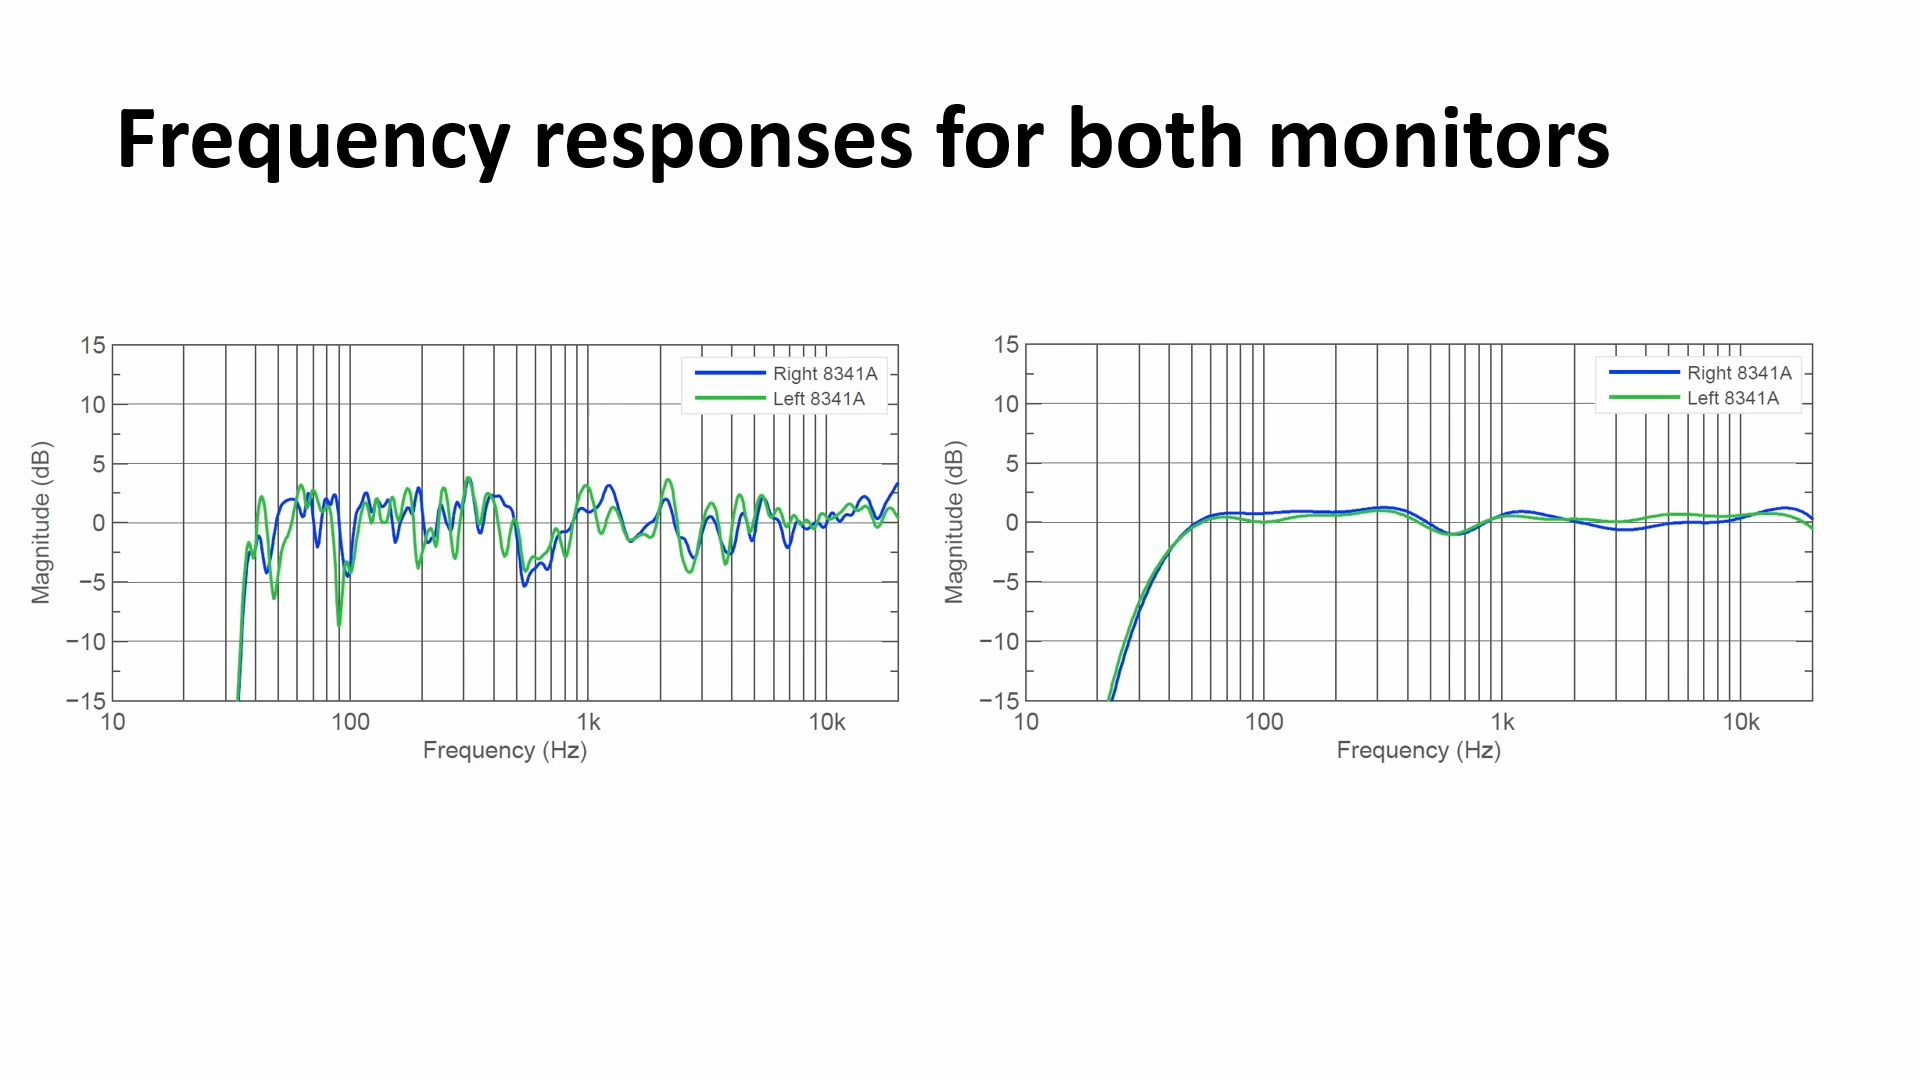 Frequency responses for both monitors
15
10
5
0
−5
−10
−15
Magnitude (dB)
Right 8341A
Left 8341A
10
100
1k
10k
Frequency (Hz)
15
10
5
0
−5
−10
−15
Magnitude (dB)
Right 8341A
Left 8341A
10
100
1k
10k
Frequency (Hz)